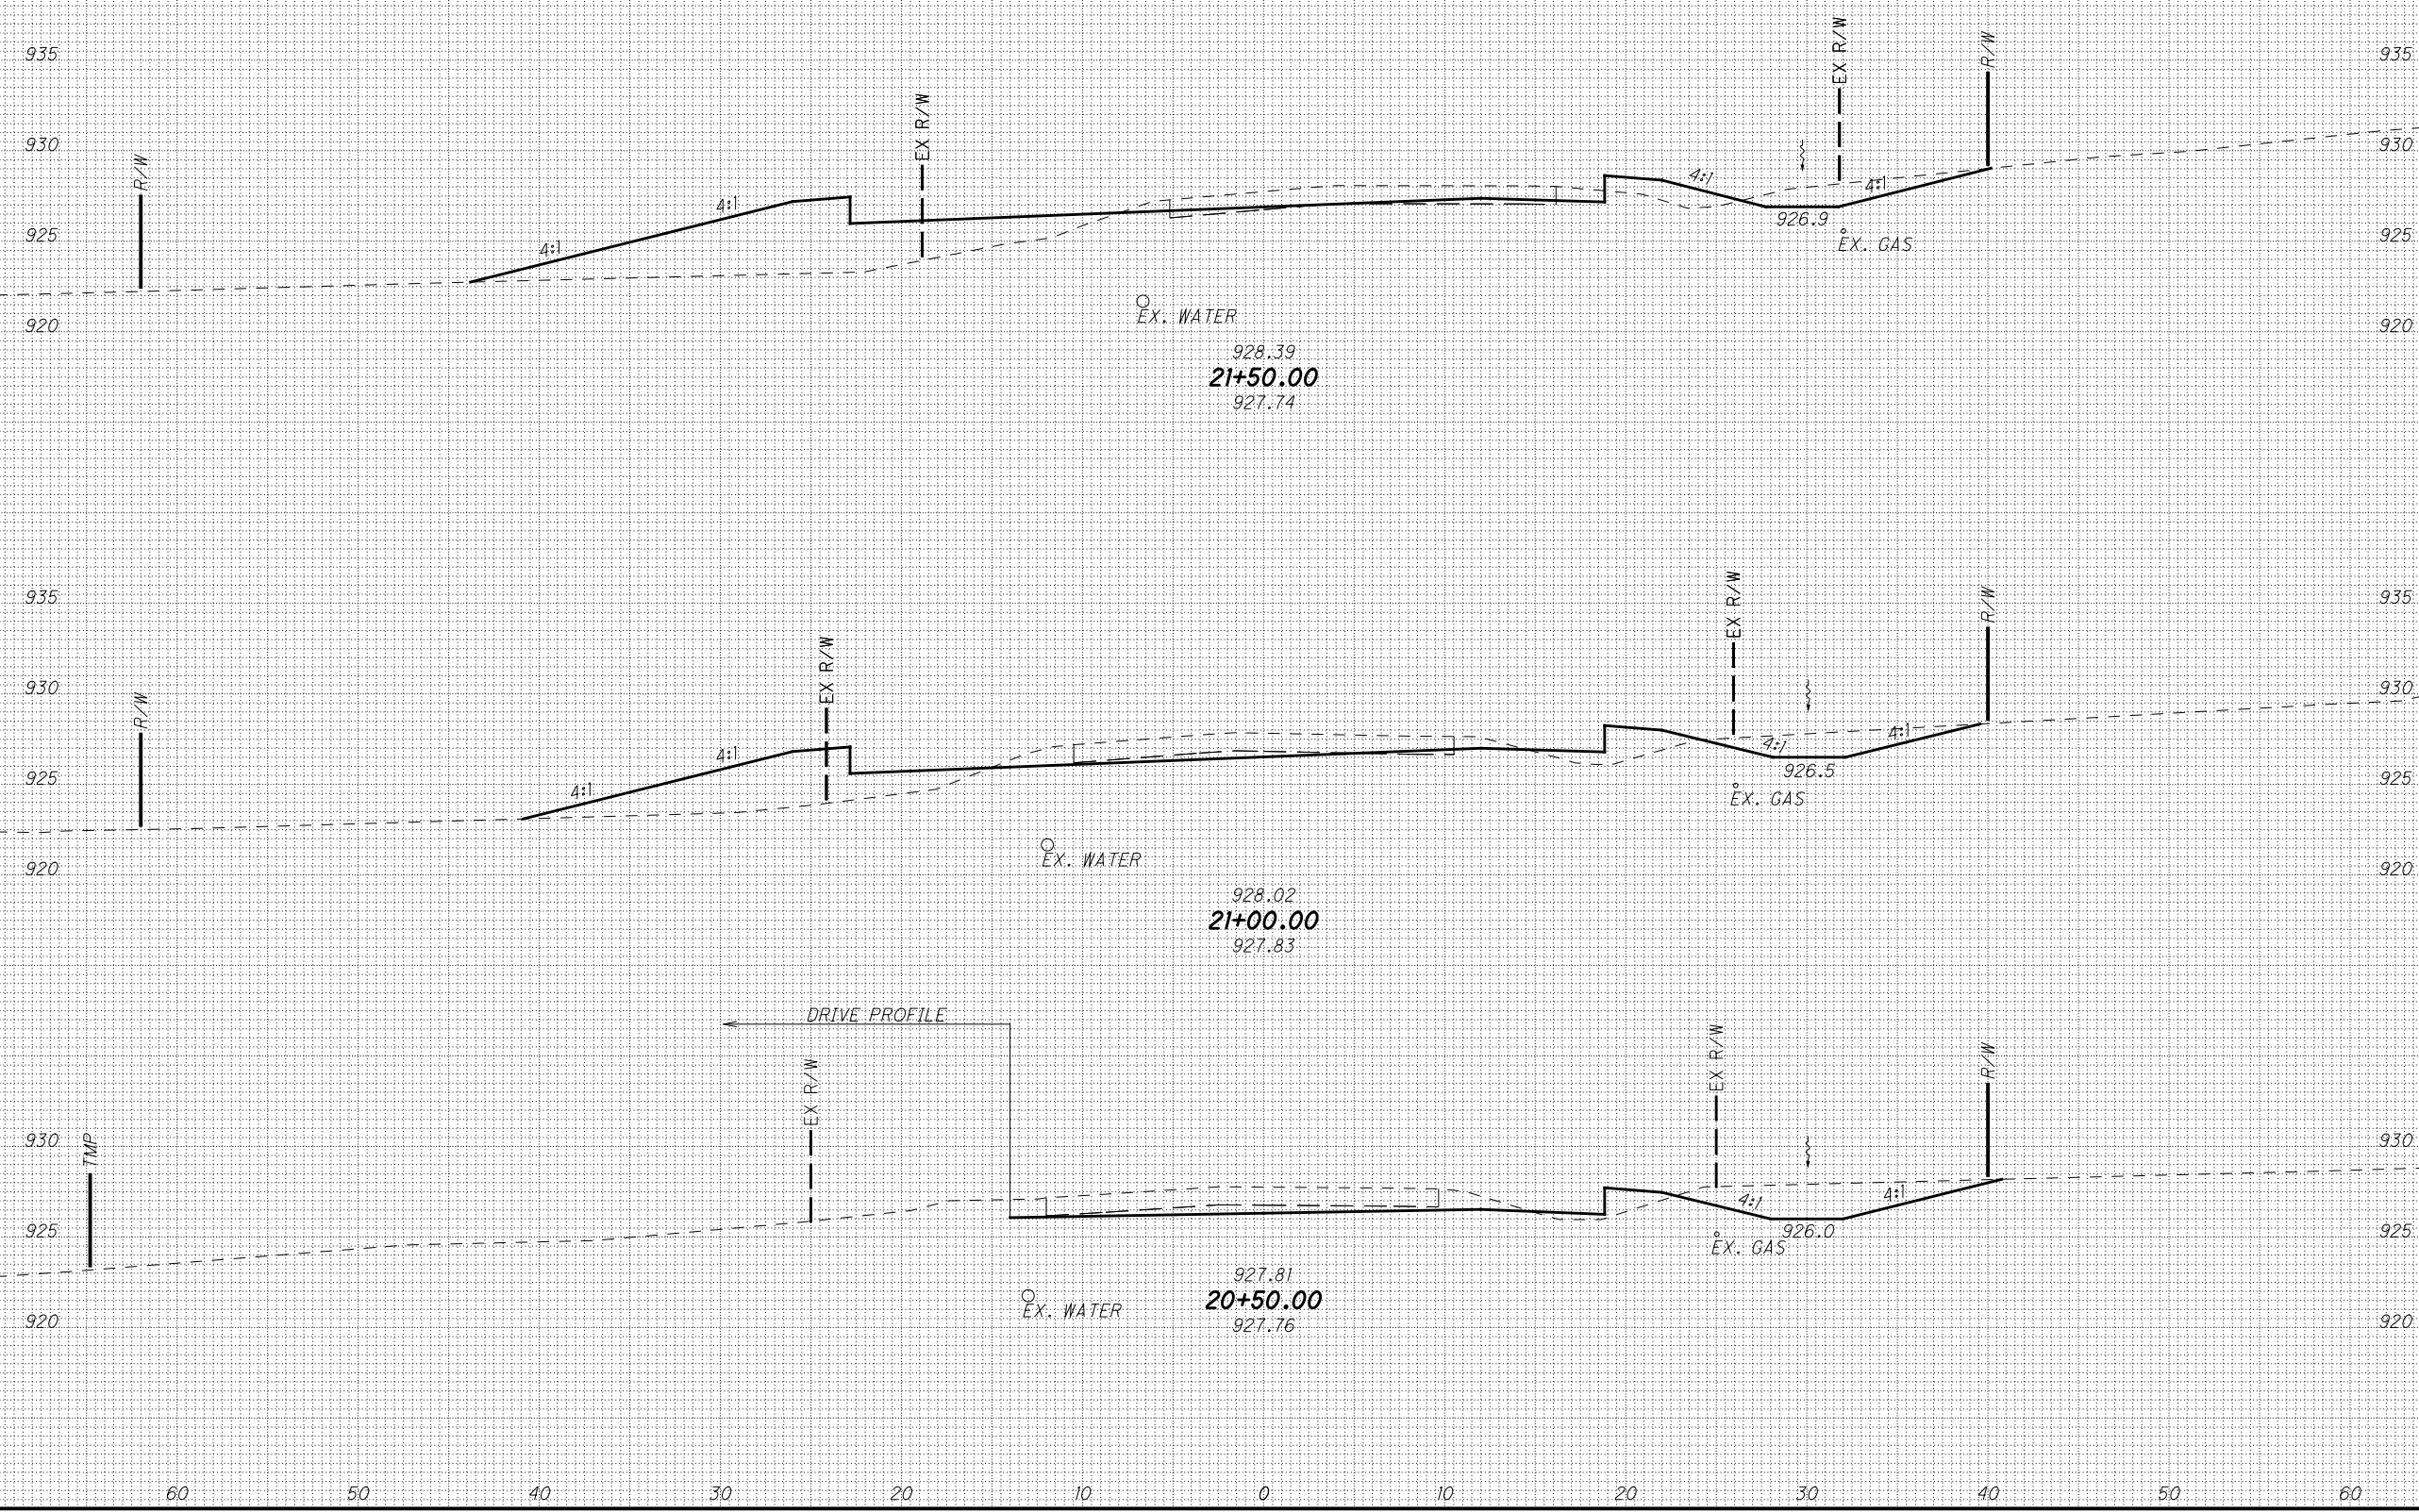 EX R/W
R/W
935
935
EX R/W
930
930
R/W
4:1
4:1
4:1
926.9
4:1
925
925
EX. GAS
EX. WATER
920
920
928.39
21+50.00
927.74
EX R/W
R/W
935
935
EX R/W
930
930
R/W
4:1
4:1
4:1
926.5
925
925
4:1
EX. GAS
EX. WATER
920
920
928.02
21+00.00
927.83
DRIVE PROFILE
EX R/W
R/W
EX R/W
930
930
TMP
4:1
4:1
925
926.0
925
EX. GAS
927.81
EX. WATER
20+50.00
920
920
927.76
60 50 40 30 20 10 0 10 20 30 40 50 60